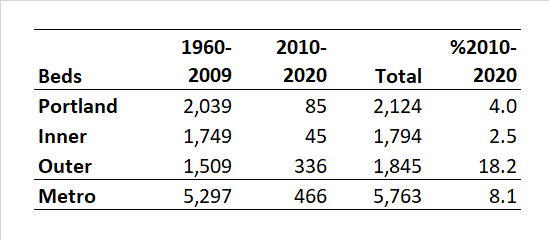 1960- 2010- %2010-
Beds 2009 2020 Total 2020
Portland 2,039 85 2,124 4.0
Inner 1,749 45 1,794 2.5
Outer 1,509 336 1,845 18.2
Metro 5,297 466 5,763 8.1